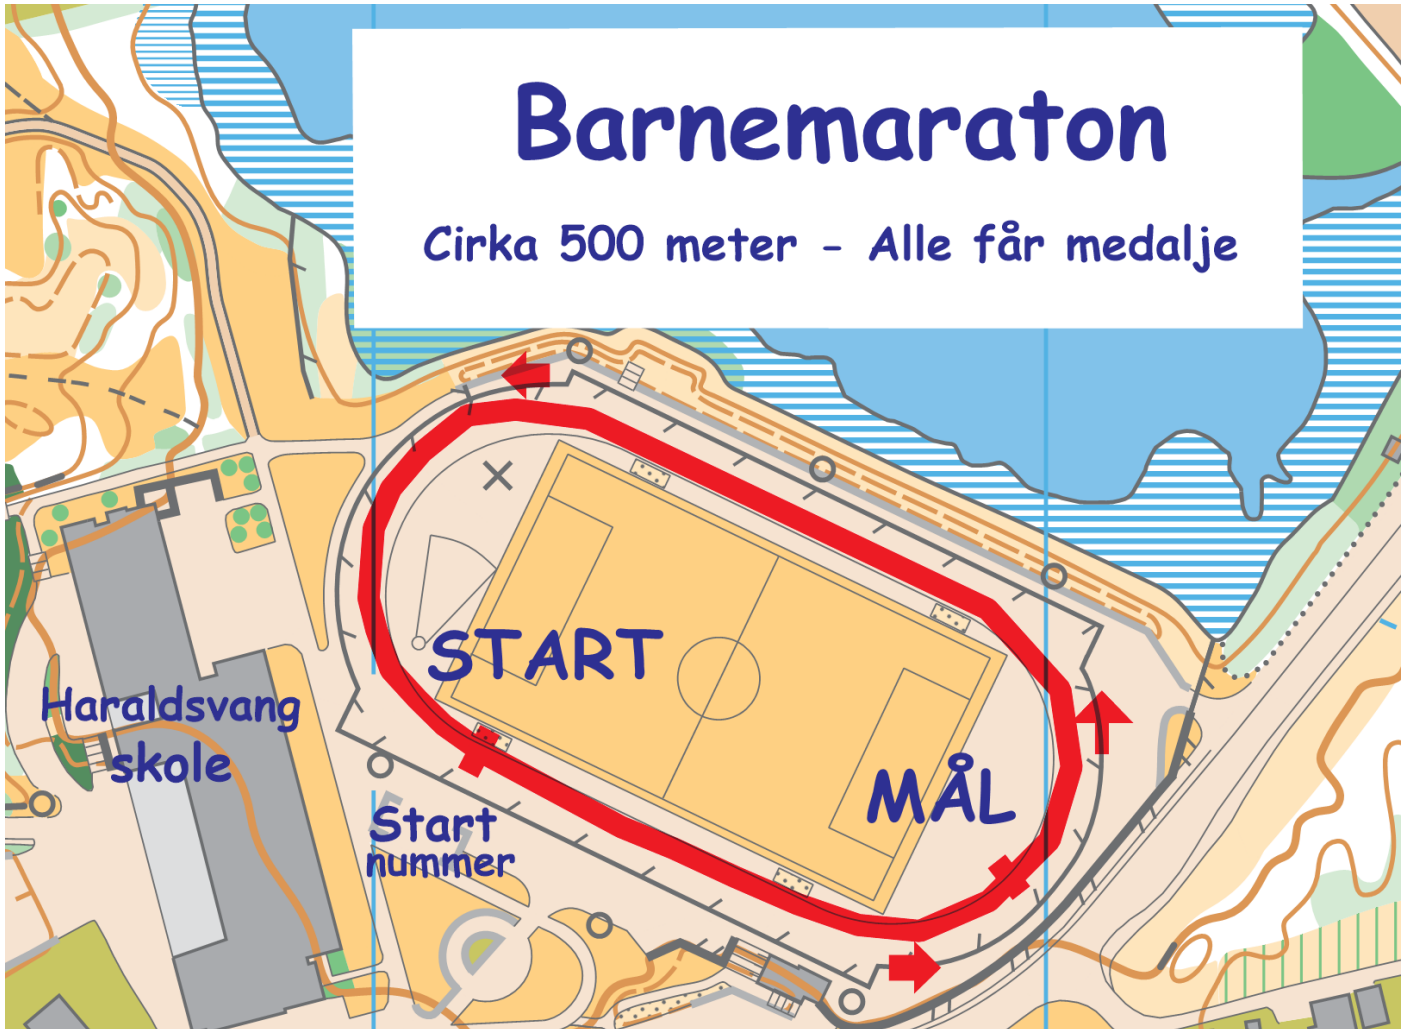 Barnemaraton
Cirka 500 meter - Alle får medalje
START
Haraldsvang
skole
MÅL
Start
nummer